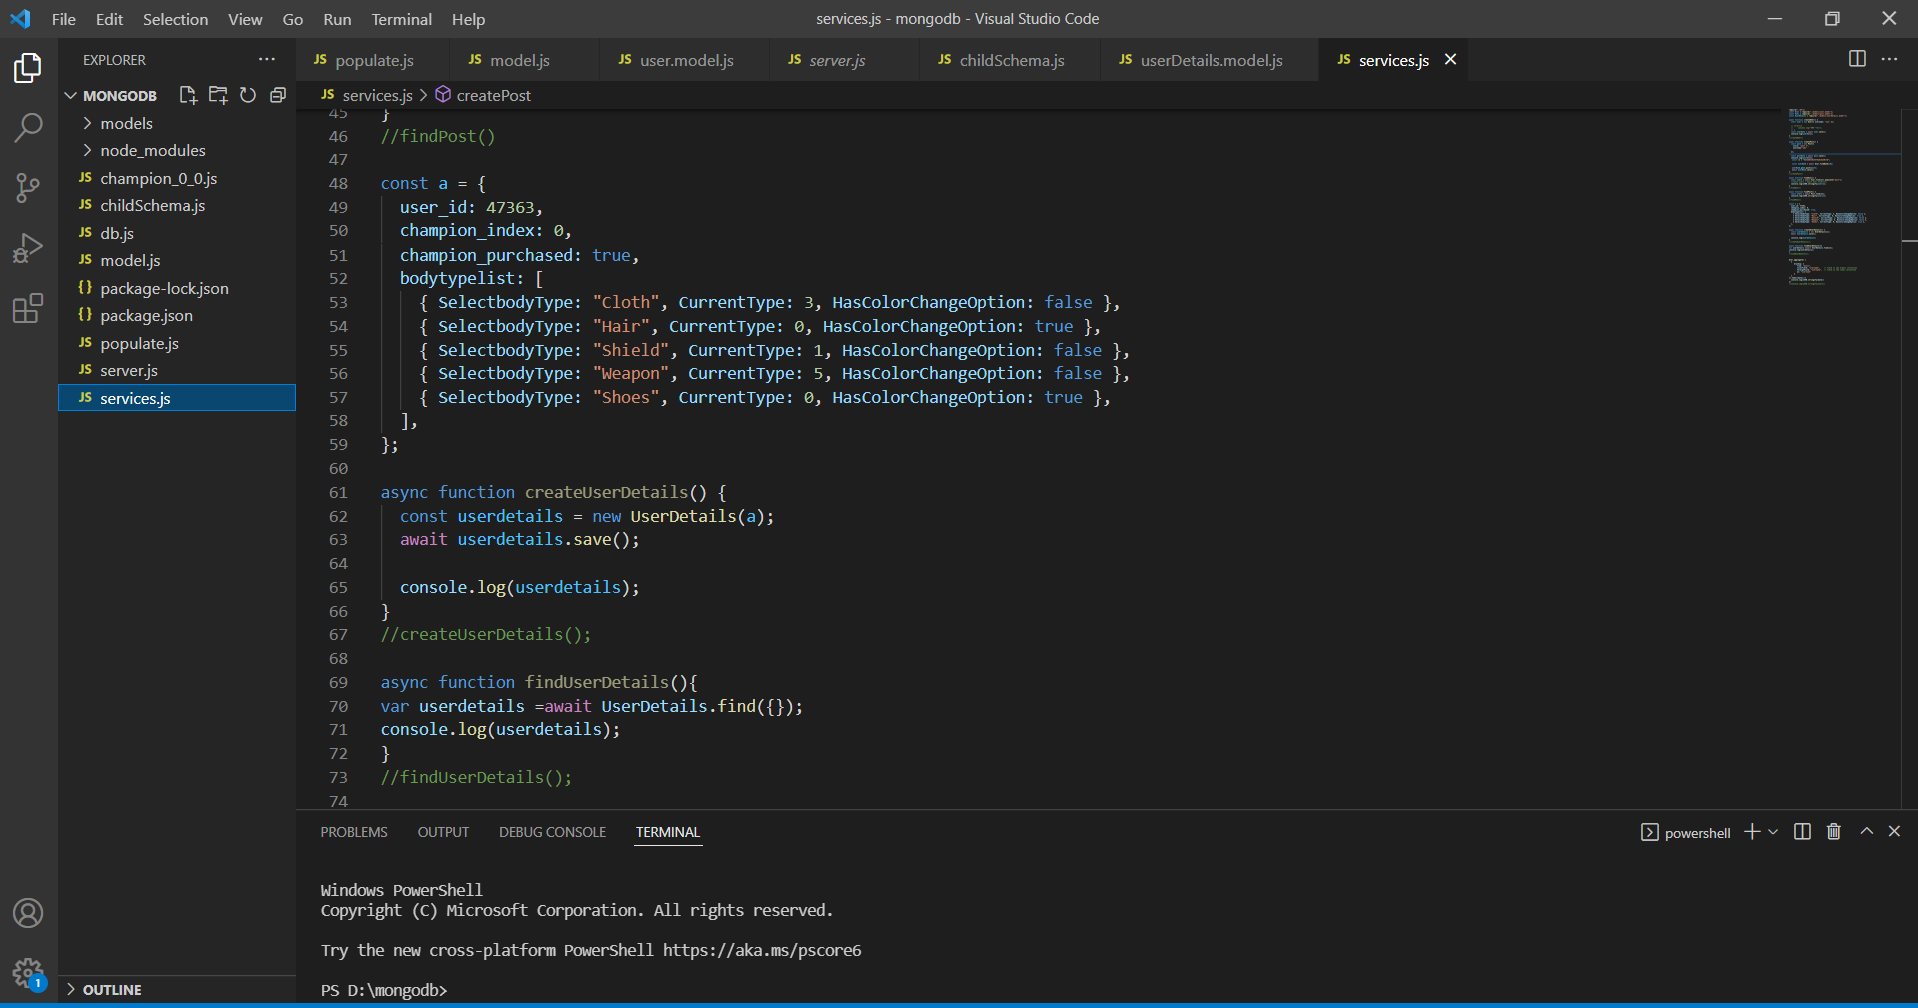 File Edit Selection View Go Run Terminal Help
services.js - mongodb - Visual Studio Code
EXPLORER
MONGODB
models
node_modules
JS champion_0_0.js
JS childSchema.js
JS db.js
JS model.js
{} package-lock.json
{} package.json
JS populate.js
JS server.js
JS services.js
OUTLINE
1
JS populate.js JS model.js JS user.model.js JS server.js JS childSchema.js JS userDetails.model.js JS services.js
JS services.js > createPost
45 }
46 //findPost()
47
48 const a = {
49 user_id: 47363,
50 champion_index: 0,
51 champion_purchased: true,
52 bodytypelist: [
53 { SelectbodyType: "Cloth", CurrentType: 3, HasColorChangeOption: false },
54 { SelectbodyType: "Hair", CurrentType: 0, HasColorChangeOption: true },
55 { SelectbodyType: "Shield", CurrentType: 1, HasColorChangeOption: false },
56 { SelectbodyType: "Weapon", CurrentType: 5, HasColorChangeOption: false },
57 { SelectbodyType: "Shoes", CurrentType: 0, HasColorChangeOption: true },
58 ],
59 };
60
61 async function createUserDetails() {
62 const userdetails = new UserDetails(a);
63 await userdetails.save();
64
65 console.log(userdetails);
66 }
67 //createUserDetails();
68
69 async function findUserDetails(){
70 var userdetails =await UserDetails.find({});
71 console.log(userdetails);
72 }
73 //findUserDetails();
74
PROBLEMS OUTPUT DEBUG CONSOLE TERMINAL
powershell
Windows PowerShell
Copyright (C) Microsoft Corporation. All rights reserved.
Try the new cross-platform PowerShell https://aka.ms/pscore6
PS D:\mongodb>